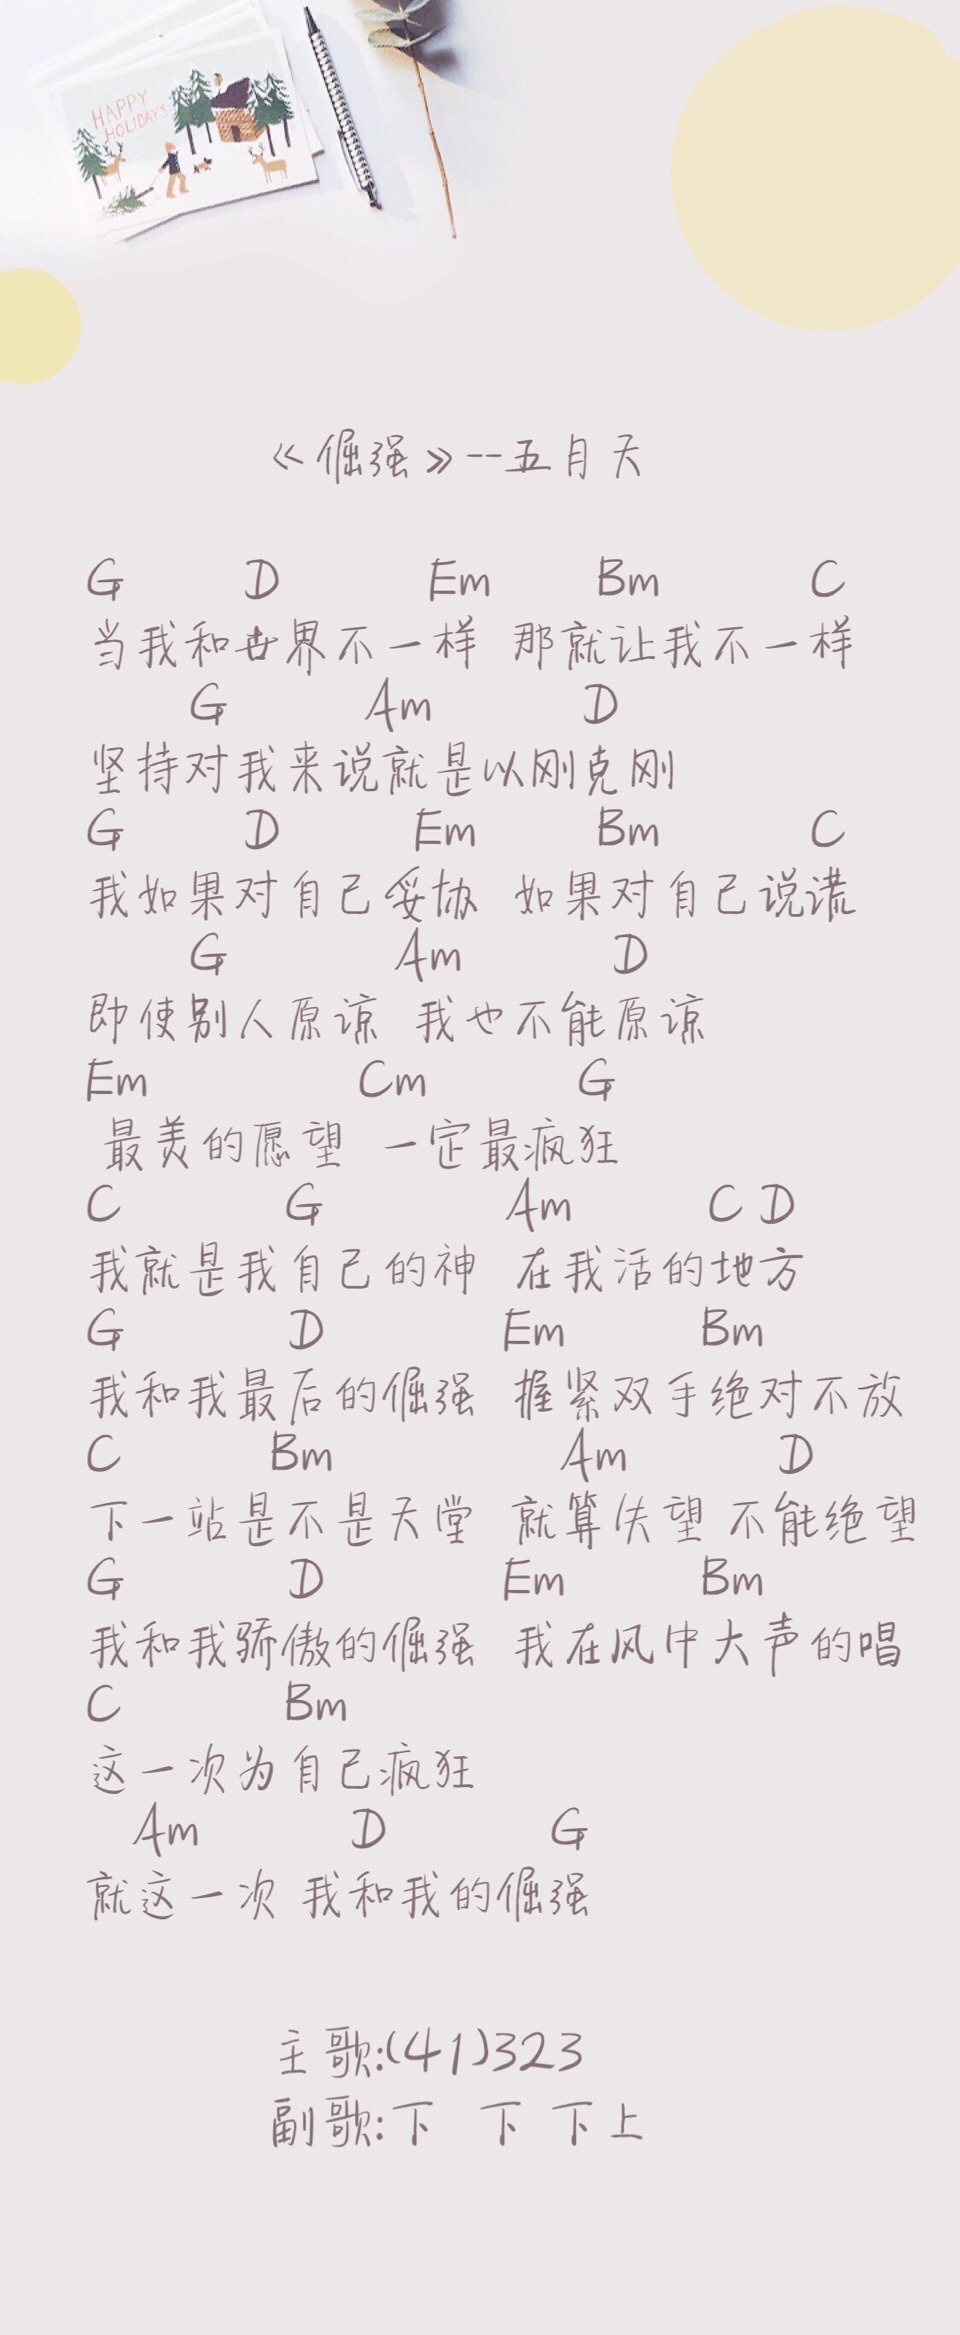 HAPPY
HOLIDAYS
《倔强》--五月天
G D Em Bm C
当我和世界不一样 那就让我不一样
G Am D
坚持对我来说就是以刚克刚
G D Em Bm C
我如果对自己妥协 如果对自己说谎
G Am D
即使别人原谅 我也不能原谅
Em Cm G
最美的愿望 一定最疯狂
C G Am C D
我就是我自己的神 在我活的地方
G D Em Bm
我和我最后的倔强 握紧双手绝对不放
C Bm Am D
下一站是不是天堂 就算失望 不能绝望
G D Em Bm
我和我骄傲的倔强 我在风中大声的唱
C Bm
这一次为自己疯狂
Am D G
就这一次 我和我的倔强
主歌:(41)323
副歌:下 下 下上